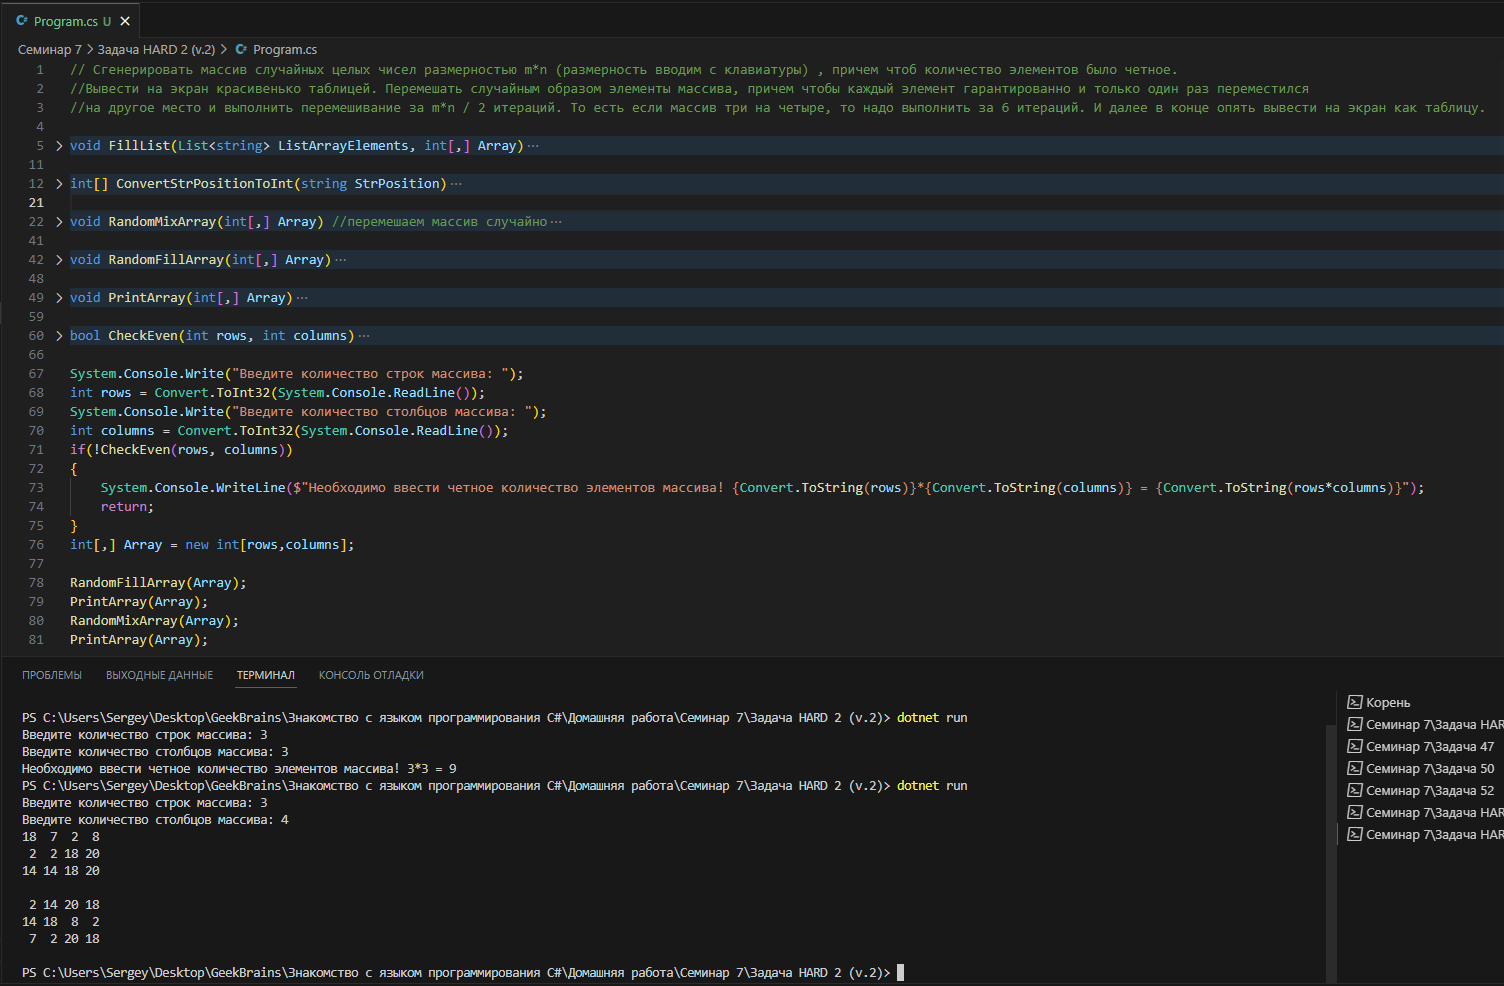 Program.cs U
Семинар 7 > Задача HARD 2 (v.2) > Program.cs
1 // Сгенерировать массив случайных целых чисел размерностью m*n (размерность вводим с клавиатуры) , причем чтоб количество элементов было четное.
2 //Вывести на экран красивенько таблицей. Перемешать случайным образом элементы массива, причем чтобы каждый элемент гарантированно и только один раз переместился
3 //на другое место и выполнить перемешивание за m*n / 2 итераций. То есть если массив три на четыре, то надо выполнить за 6 итераций. И далее в конце опять вывести на экран как таблицу.
4
5 > void FillList(List<string> ListArrayElements, int[,] Array)···
11
12 > int[] ConvertStrPositionToInt(string StrPosition)···
21
22 > void RandomMixArray(int[,] Array) //перемешаем массив случайно···
41
42 > void RandomFillArray(int[,] Array)···
48
49 > void PrintArray(int[,] Array)···
59
60 > bool CheckEven(int rows, int columns)···
66
67 System.Console.Write("Введите количество строк массива: ");
68 int rows = Convert.ToInt32(System.Console.ReadLine());
69 System.Console.Write("Введите количество столбцов массива: ");
70 int columns = Convert.ToInt32(System.Console.ReadLine());
71 if(!CheckEven(rows, columns))
72 {
73 System.Console.WriteLine($"Необходимо ввести четное количество элементов массива! {Convert.ToString(rows)}*{Convert.ToString(columns)} = {Convert.ToString(rows*columns)}");
74 return;
75 }
76 int[,] Array = new int[rows,columns];
77
78 RandomFillArray(Array);
79 PrintArray(Array);
80 RandomMixArray(Array);
81 PrintArray(Array);
ПРОБЛЕМЫ ВЫХОДНЫЕ ДАННЫЕ ТЕРМИНАЛ КОНСОЛЬ ОТЛАДКИ
PS C:\Users\Sergey\Desktop\GeekBrains\Знакомство с языком программирования C#\Домашняя работа\Семинар 7\Задача HARD 2 (v.2)> dotnet run
Введите количество строк массива: 3
Введите количество столбцов массива: 3
Необходимо ввести четное количество элементов массива! 3*3 = 9
PS C:\Users\Sergey\Desktop\GeekBrains\Знакомство с языком программирования C#\Домашняя работа\Семинар 7\Задача HARD 2 (v.2)> dotnet run
Введите количество строк массива: 3
Введите количество столбцов массива: 4
18 7 2 8
2 2 18 20
14 14 18 20
2 14 20 18
14 18 8 2
7 2 20 18
PS C:\Users\Sergey\Desktop\GeekBrains\Знакомство с языком программирования C#\Домашняя работа\Семинар 7\Задача HARD 2 (v.2)>
Корень
Семинар 7\Задача HAR
Семинар 7\Задача 47
Семинар 7\Задача 50
Семинар 7\Задача 52
Семинар 7\Задача HAR
Семинар 7\Задача HAR